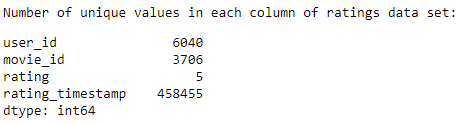 Number of unique values in each column of ratings data set:
user_id 6040
movie_id 3706
rating 5
rating_timestamp 458455
dtype: int64